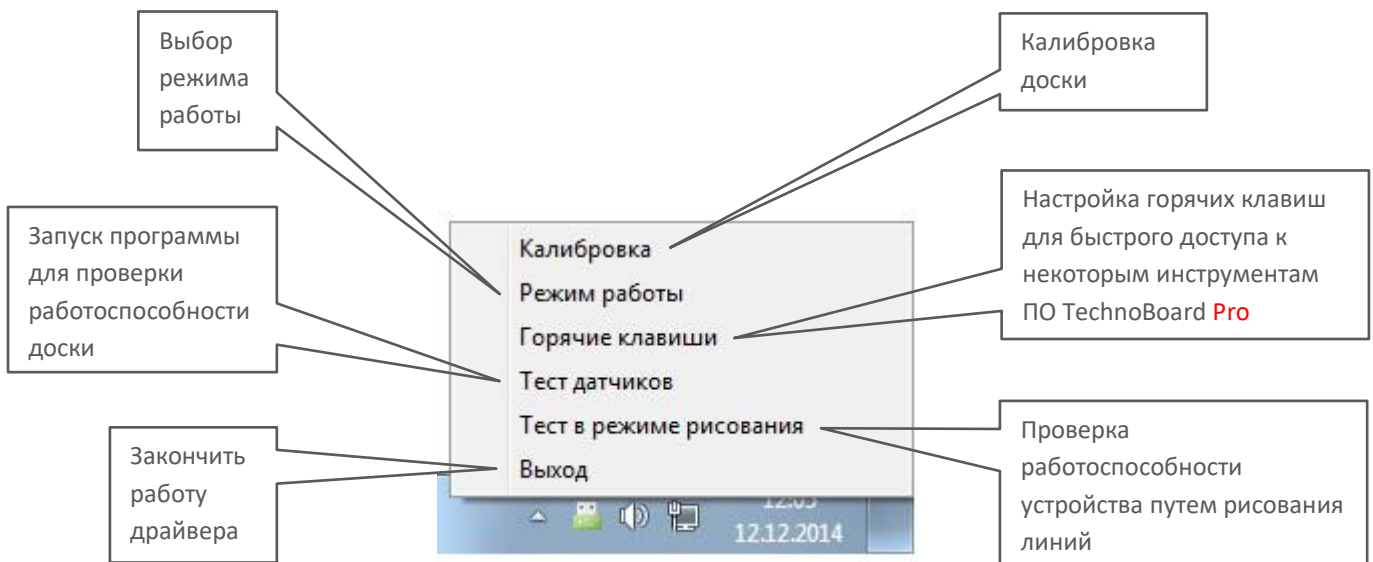 Выбор
режима
работы
Калибровка
доски
Запуск программы
для проверки
работоспособности
доски
Настройка горячих клавиш
для быстрого доступа к
некоторым инструментам
ПО TechnoBoard Pro
Калибровка
Режим работы
Горячие клавиши
Тест датчиков
Тест в режиме рисования
Выход
Закончить
работу
драйвера
Проверка
работоспособности
устройства путем рисования
линий
12.12.2014